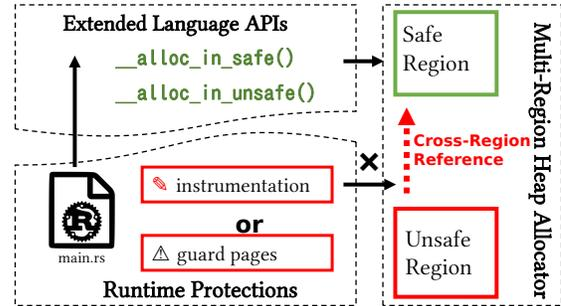 Extended Language APIs
__alloc_in_safe()
__alloc_in_unsafe()
Safe
Region
Multi-Region Heap Allocator
Cross-Region
Reference
✎ instrumentation
×
R
main.rs
or
⚠ guard pages
Unsafe
Region
Runtime Protections